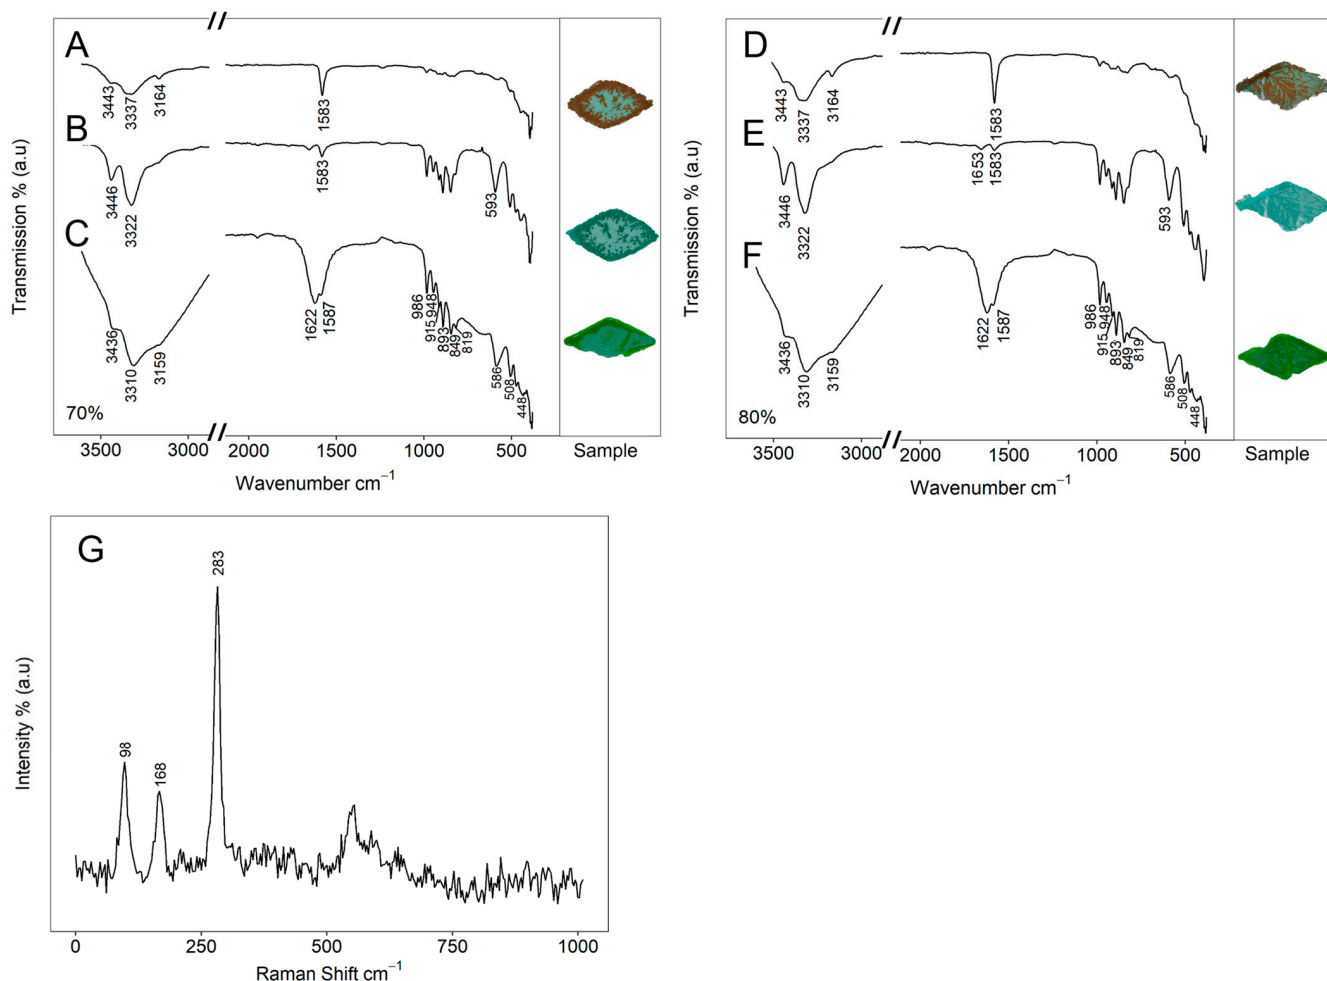 //
A
3443
3337
3164
1583
B
3446
3322
1583
593
C
3436
3310
3159
1622
1587
986
948
915
893
849
819
586
508
448
70%
3500 3000 // 2000 1500 1000 500
Sample
Wavenumber cm−1
Transmission % (a.u)
//
D
3443
3337
3164
1583
E
3446
3322
1653
1583
593
F
3436
3310
3159
1622
1587
986
948
915
893
849
819
586
508
448
80%
3500 3000 // 2000 1500 1000 500
Sample
Wavenumber cm−1
Transmission % (a.u)
G
98
168
283
0 250 500 750 1000
Raman Shift cm−1
Intensity % (a.u)